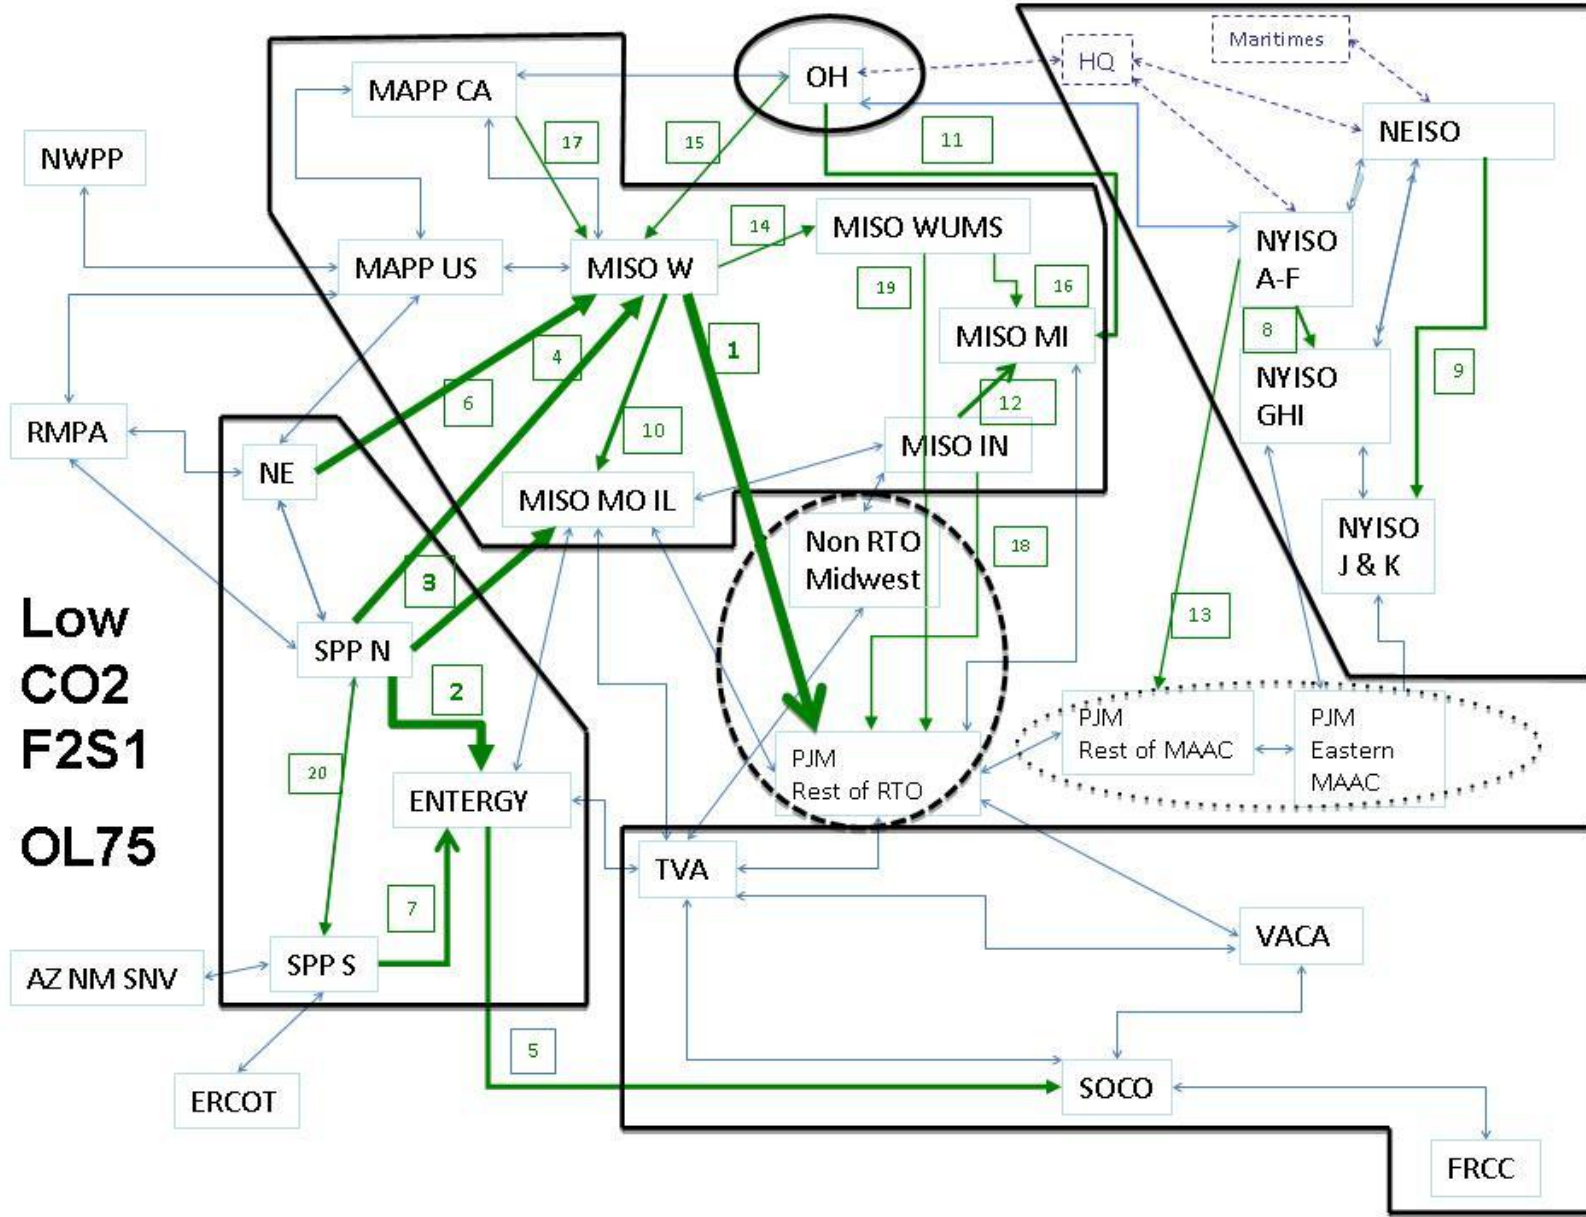 Maritimes
HQ
OH
MAPP CA
NEISO
11
17
15
NWPP
MISO WUMS
14
NYISO
A-F
MAPP US
MISO W
19
16
8
MISO MI
1
4
NYISO
GHI
9
6
12
RMPA
10
MISO IN
NE
MISO MO IL
NYISO
J & K
Non RTO
Midwest
18
3
13
Low
CO2
F2S1
OL75
SPP N
2
PJM
Rest of MAAC
PJM
Eastern
MAAC
20
PJM
Rest of RTO
ENTERGY
TVA
7
VACA
SPP S
AZ NM SNV
5
SOCO
ERCOT
FRCC